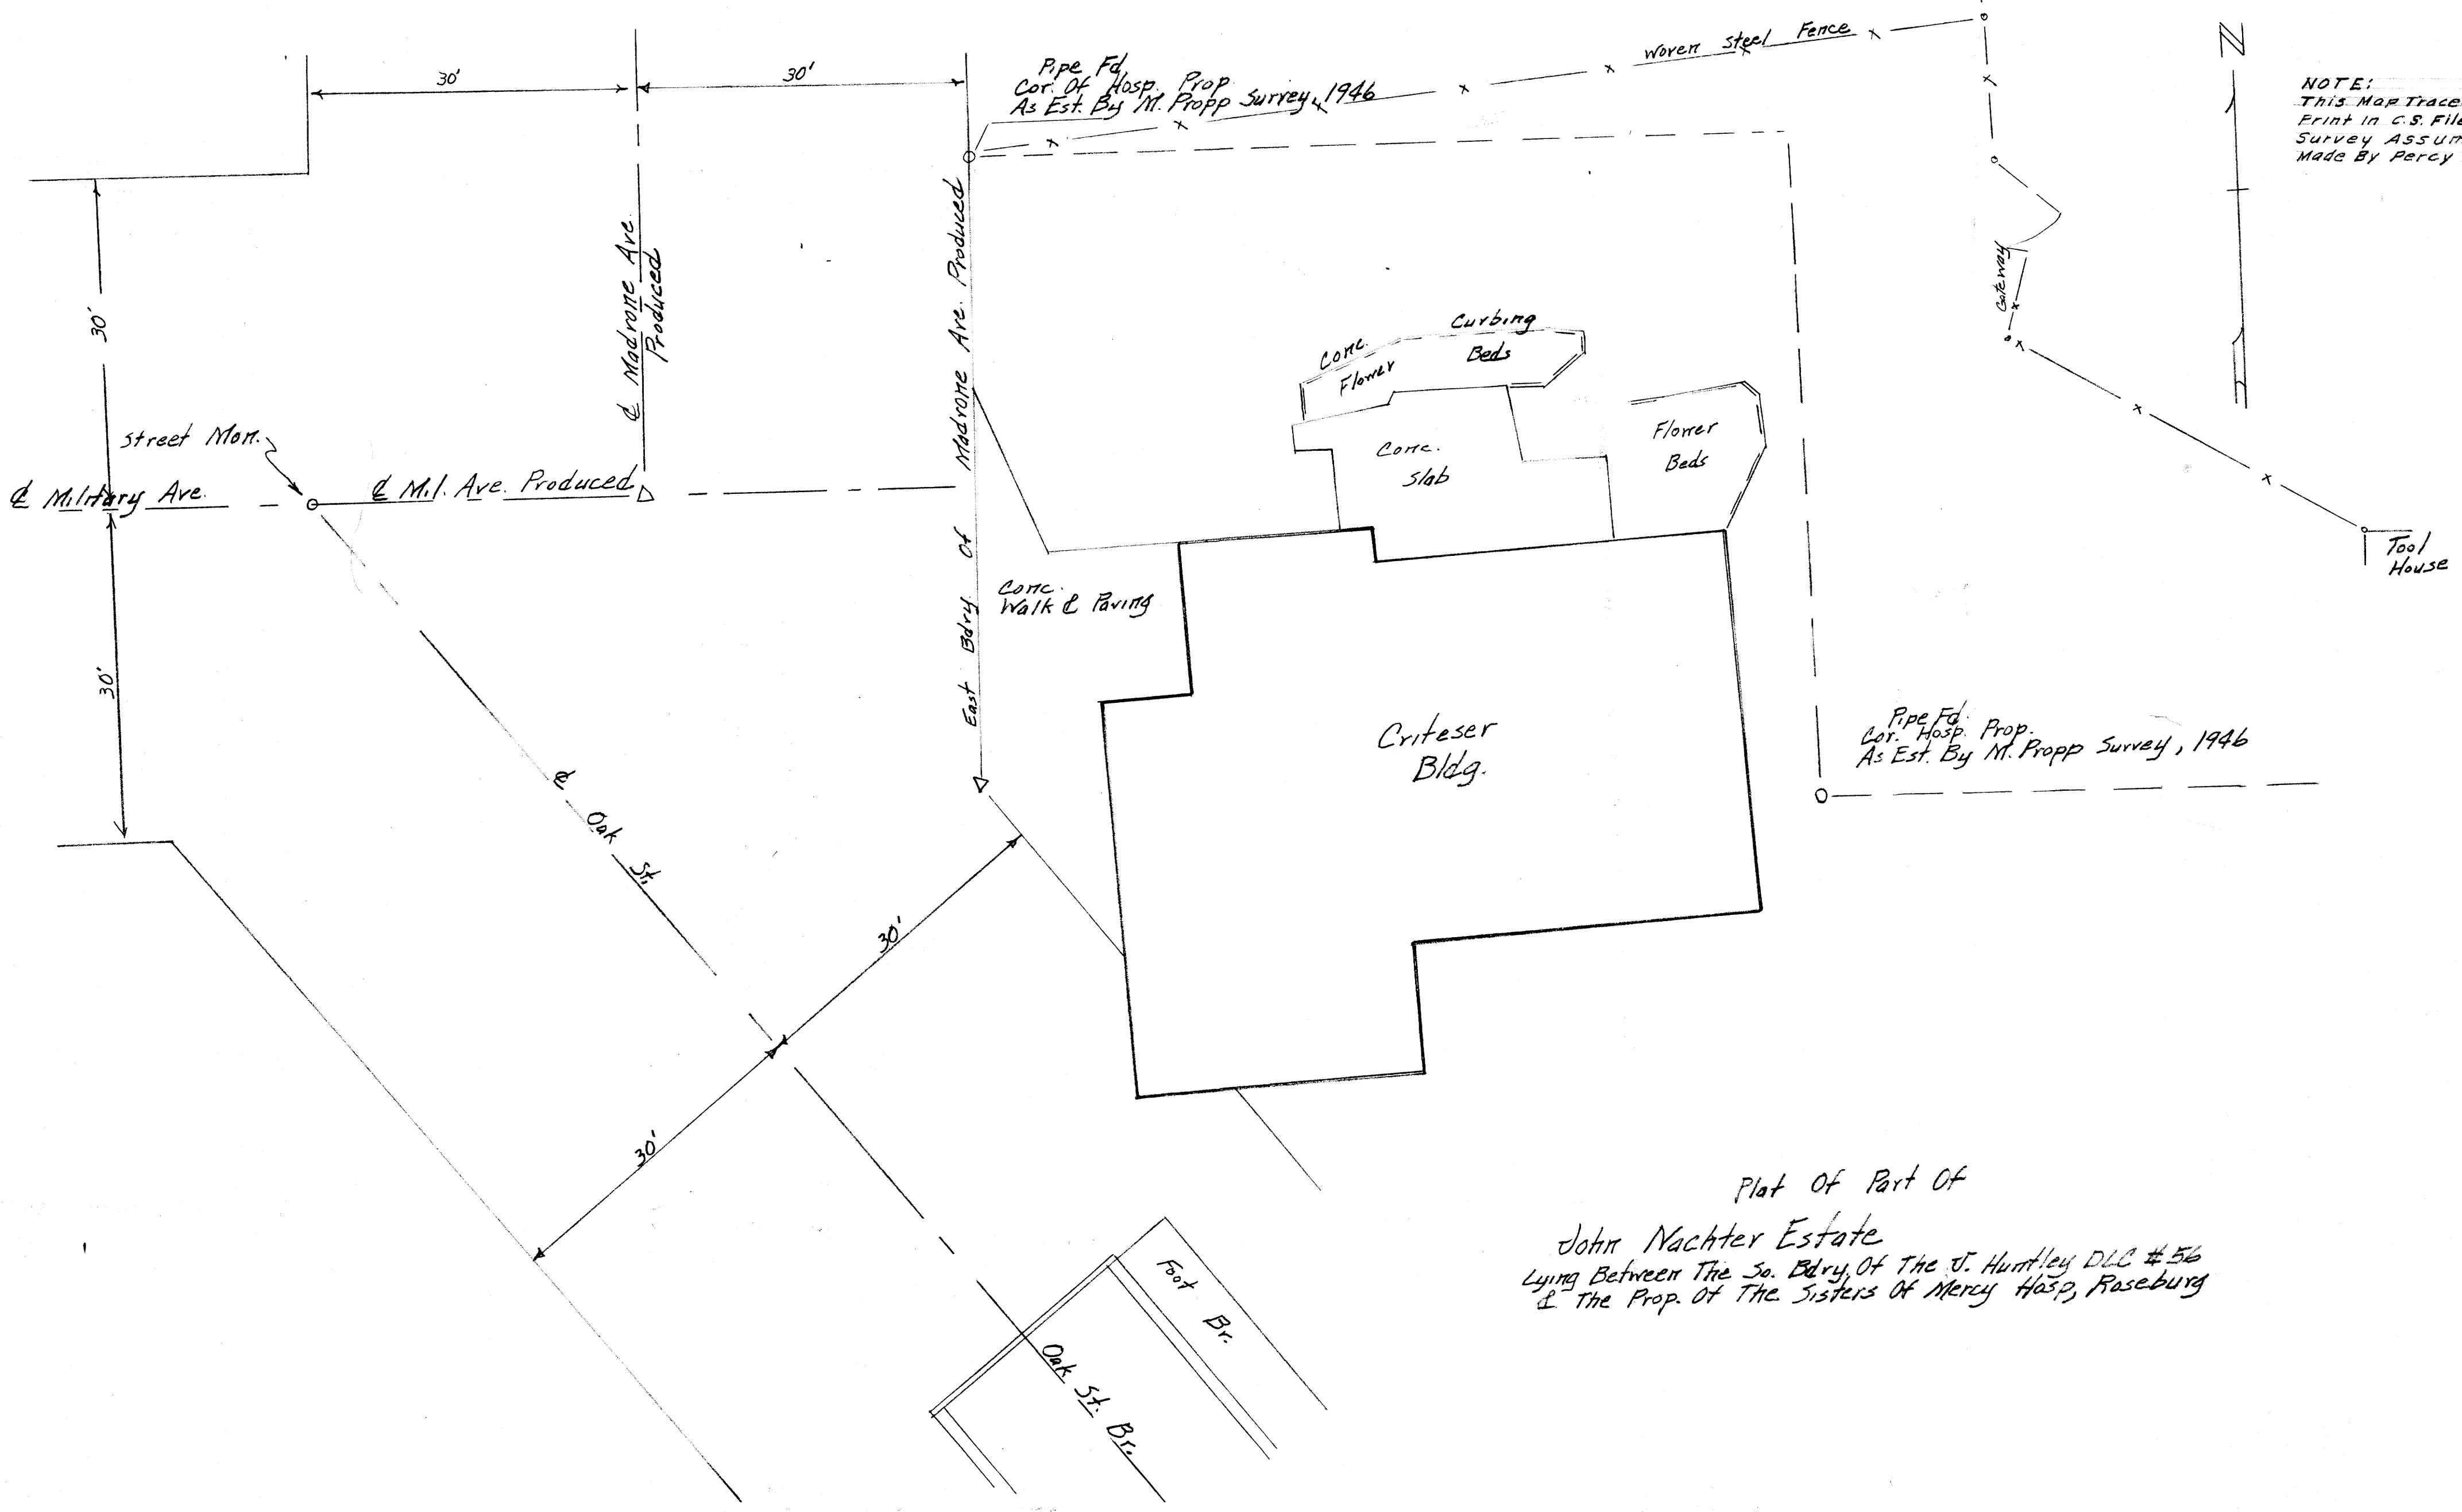 30'
30'
Pipe Fd
Cor. Of Hosp. Prop
As Est. By M. Propp Survey, 1946
Woven Steel Fence
N
NOTE:
This Map Trace
Print In C.S. File
Survey Assum
Made By Percy
30'
℄ Madrone Ave.
Produced
East Bdry Of Madrone Ave. Produced
Gateway
Conc. Curbing
Flower Beds
Street Mon.
℄ Military Ave.
℄ Mil. Ave. Produced
Conc.
Slab
Flower
Beds
Tool
House
Conc.
Walk & Paving
30'
Criteser
Bldg.
Pipe Fd.
Cor. Hosp. Prop.
As Est. By M. Propp Survey, 1946
℄ Oak St.
30'
30'
Foot Br.
Oak St. Br.
Plat Of Part Of
John Nachter Estate
Lying Between The So. Bdry. Of The J. Huntley DLC #56
& The Prop. Of The Sisters Of Mercy Hosp, Roseburg